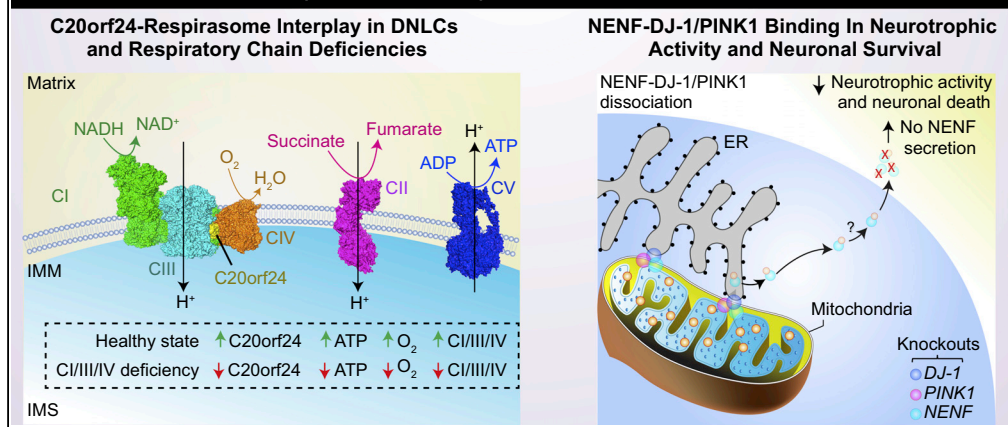 C20orf24-Respirasome Interplay in DNLCs
and Respiratory Chain Deficiencies
Matrix
NADH
NAD⁺
CI
O₂
H₂O
CIV
CIII
C20orf24
H⁺
Succinate
Fumarate
CII
H⁺
H⁺
ADP
ATP
CV
IMM
Healthy state ↑ C20orf24 ↑ ATP ↑ O₂ ↑ CI/III/IV
CI/III/IV deficiency ↓ C20orf24 ↓ ATP ↓ O₂ ↓ CI/III/IV
IMS
NENF-DJ-1/PINK1 Binding In Neurotrophic
Activity and Neuronal Survival
NENF-DJ-1/PINK1
dissociation
↓ Neurotrophic activity
and neuronal death
No NENF
secretion
X
X
X
ER
?
Mitochondria
Knockouts
DJ-1
PINK1
NENF